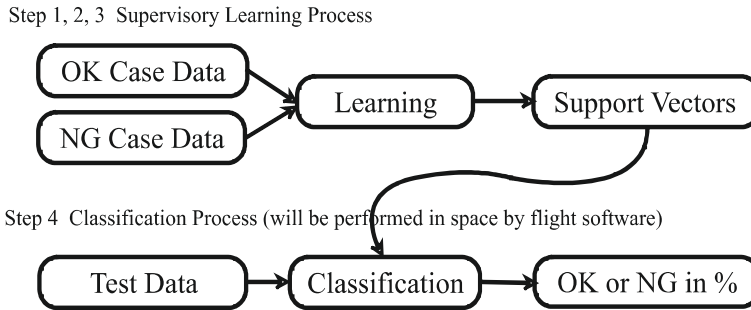 Step 1, 2, 3  Supervisory Learning Process
OK Case Data
NG Case Data
Learning
Support Vectors
Step 4  Classification Process (will be performed in space by flight software)
Test Data
Classification
OK or NG in %